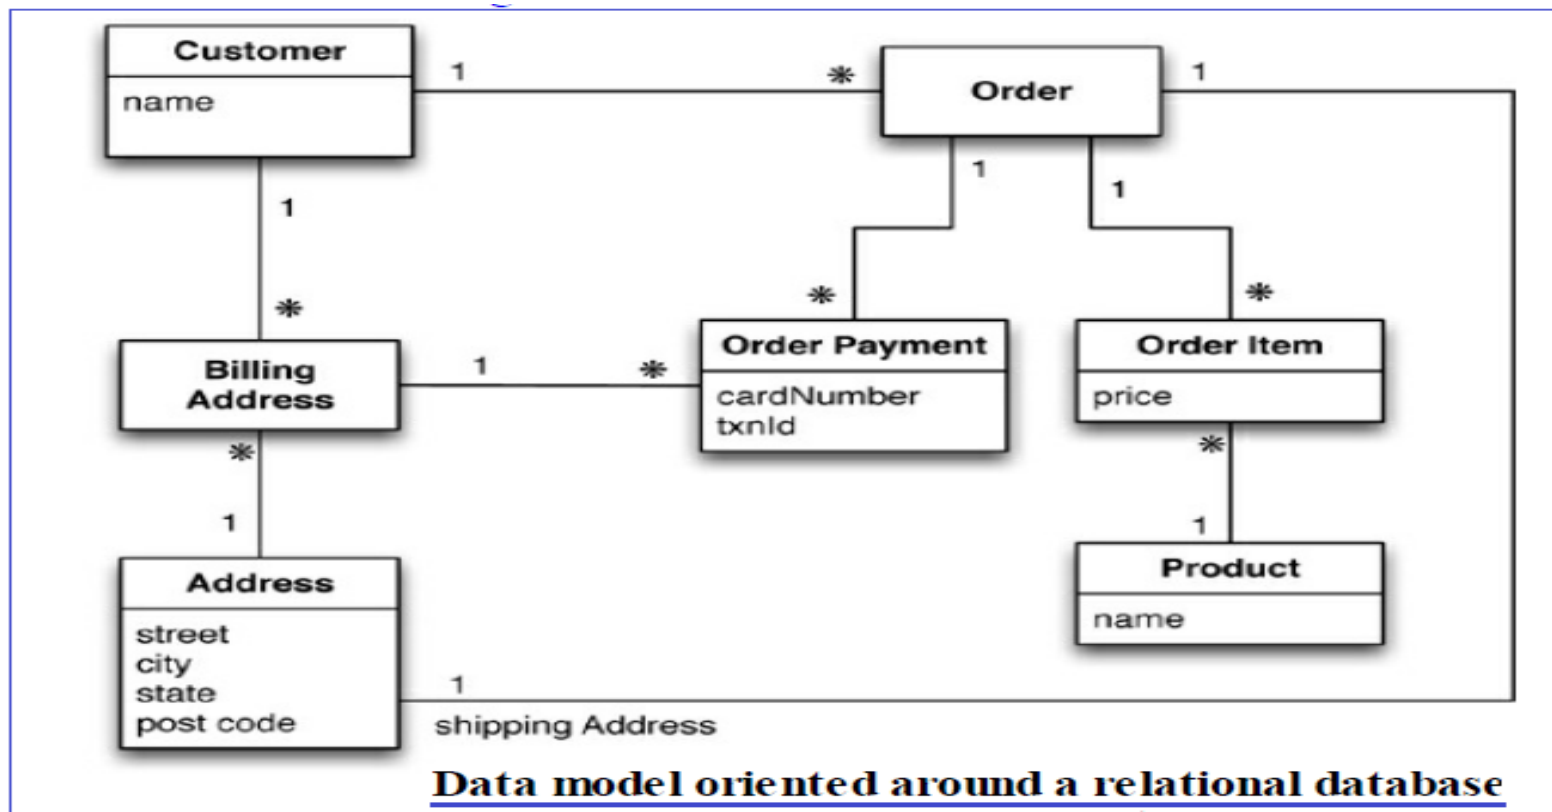 Customer
name
1
*
Order
1
1
1
1
*
*
*
Billing
Address
1
*
Order Payment
cardNumber
txnId
Order Item
price
*
1
*
1
Product
name
Address
street
city
state
post code
1
shipping Address
Data model oriented around a relational database